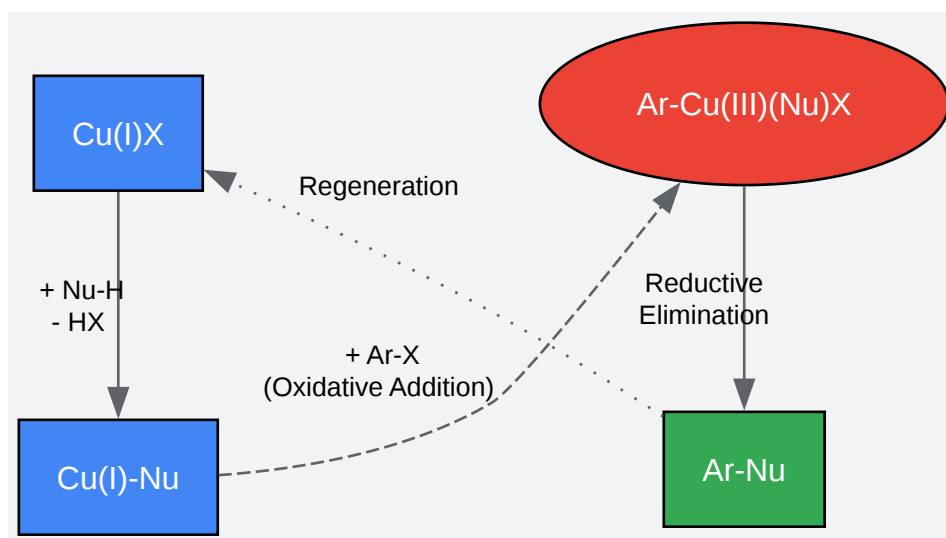 Cu(I)X
Ar-Cu(III)(Nu)X
Regeneration
+ Nu-H
- HX
Reductive
Elimination
+ Ar-X
(Oxidative Addition)
Cu(I)-Nu
Ar-Nu